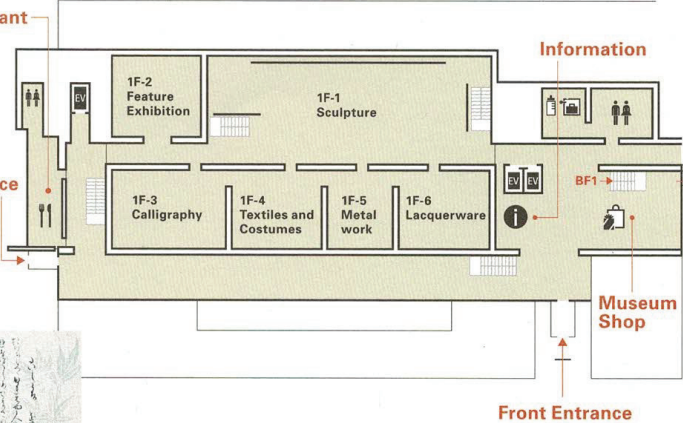 ant
Information
1F-2
Feature
Exhibition
1F-1
Sculpture
EV
ce
1F-3
Calligraphy
1F-4
Textiles and
Costumes
1F-5
Metal
work
1F-6
Lacquerware
EV EV
i
BF1
Museum
Shop
Front Entrance